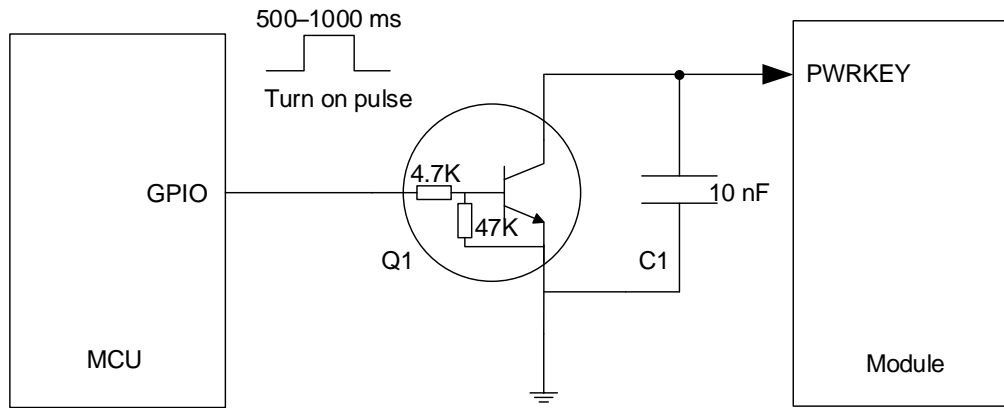 500–1000 ms
Turn on pulse
PWRKEY
4.7K
GPIO
10 nF
47K
Q1
C1
MCU
Module